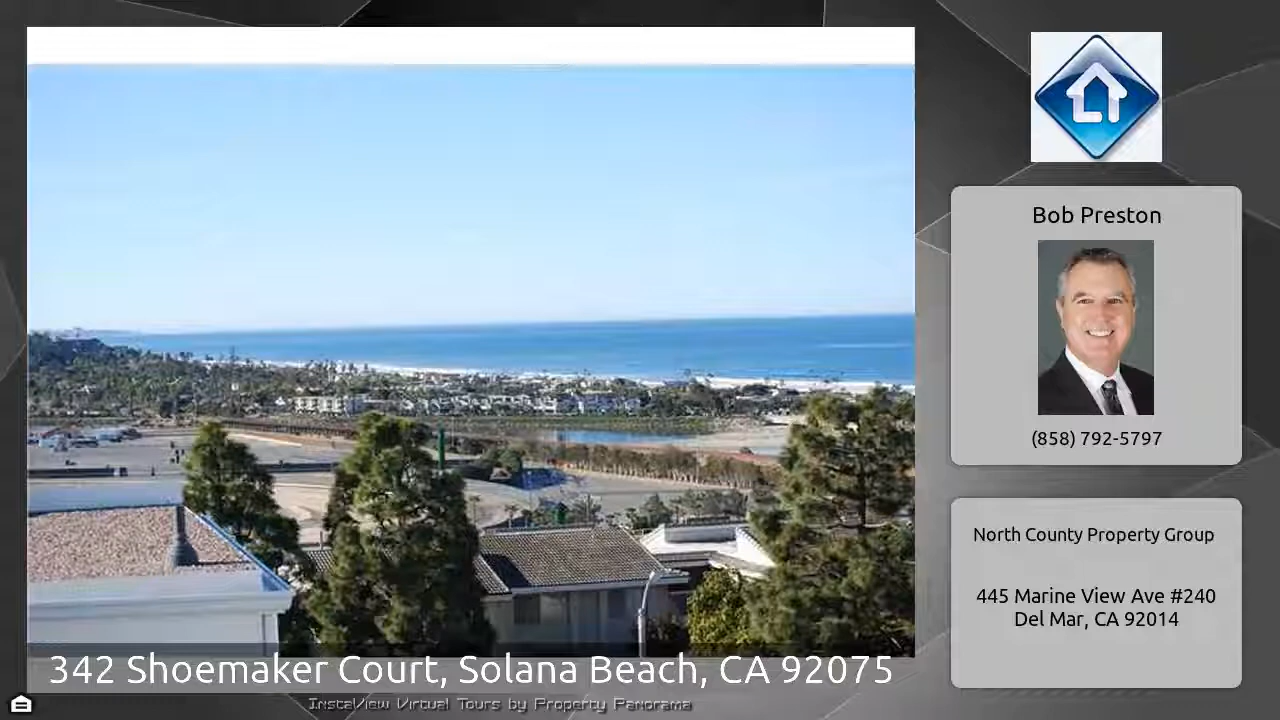 Bob Preston
(858) 792-5797
North County Property Group
445 Marine View Ave #240
Del Mar, CA 92014
342 Shoemaker Court, Solana Beach, CA 92075
InstaView Virtual Tours by Property Panorama